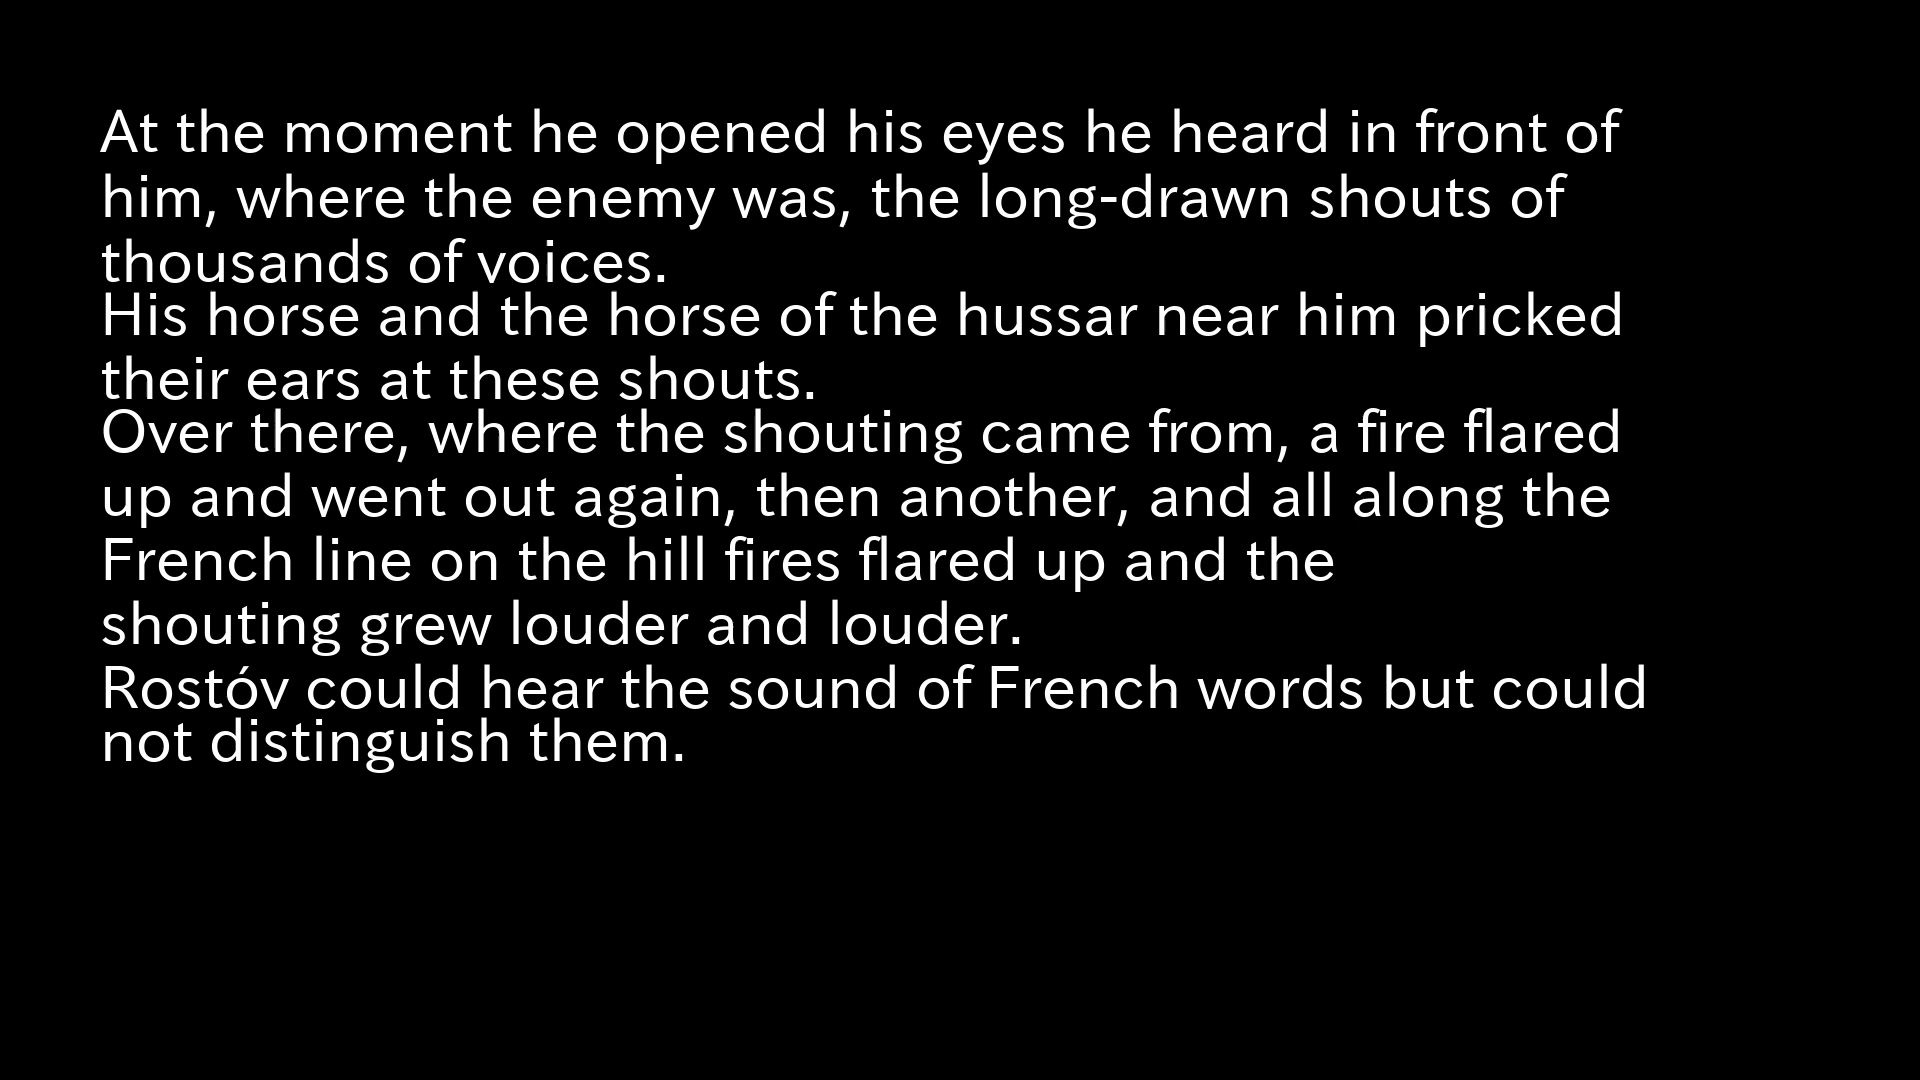 At the moment he opened his eyes he heard in front of
him, where the enemy was, the long-drawn shouts of
thousands of voices.
His horse and the horse of the hussar near him pricked
their ears at these shouts.
Over there, where the shouting came from, a fire flared
up and went out again, then another, and all along the
French line on the hill fires flared up and the
shouting grew louder and louder.
Rostóv could hear the sound of French words but could
not distinguish them.